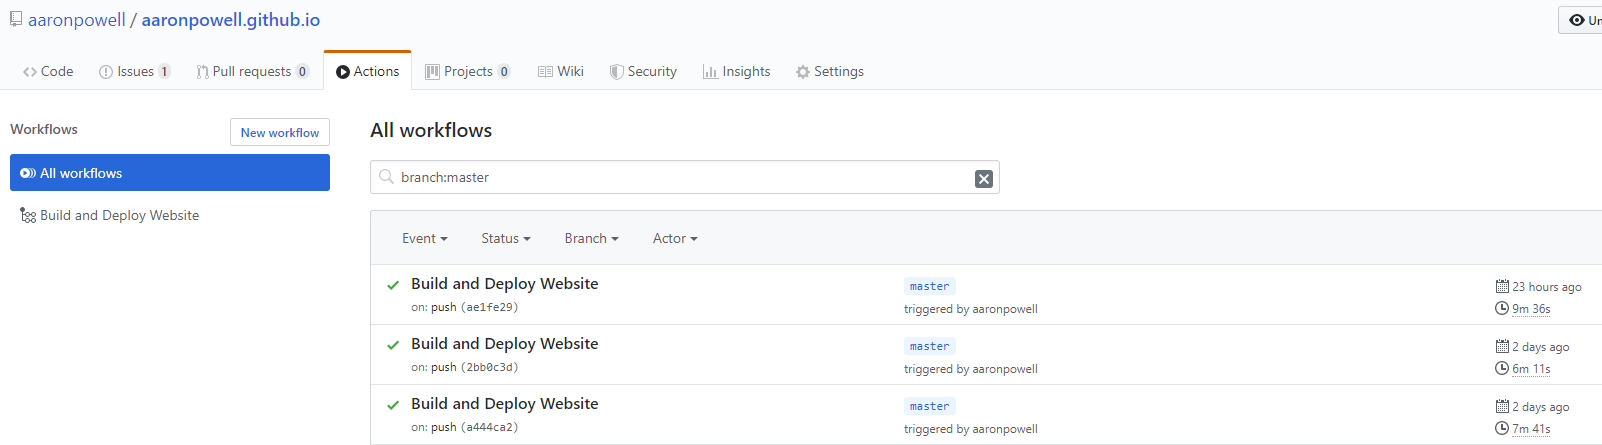 aaronpowell / aaronpowell.github.io
Un
Code Issues 1 Pull requests 0 Actions Projects 0 Wiki Security Insights Settings
Workflows
New workflow
All workflows
Build and Deploy Website
All workflows
branch:master
Event Status Branch Actor
Build and Deploy Website master 23 hours ago
on: push (ae1fe29) triggered by aaronpowell 9m 36s
Build and Deploy Website master 2 days ago
on: push (2bb0c3d) triggered by aaronpowell 6m 11s
Build and Deploy Website master 2 days ago
on: push (a444ca2) triggered by aaronpowell 7m 41s